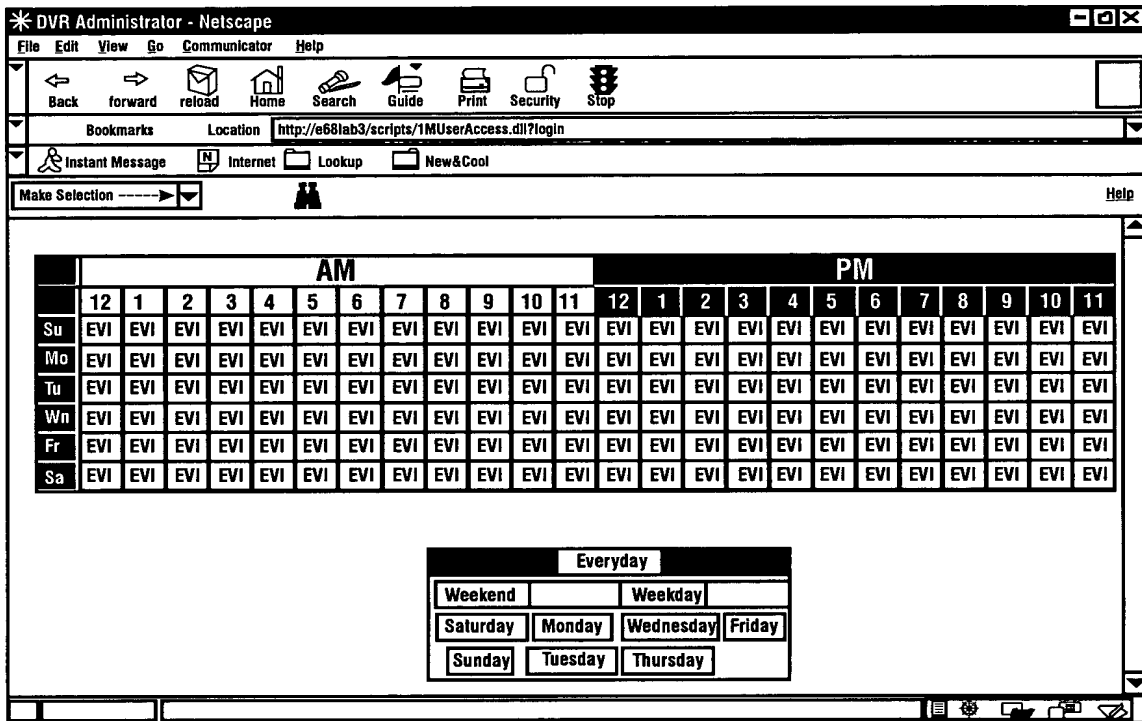 DVR Administrator - Netscape
File Edit View Go Communicator Help
Back forward reload Home Search Guide Print Security Stop
Bookmarks Location http://e68lab3/scripts/1MUserAccess.dll?login
Instant Message N Internet Lookup New&Cool
Make Selection -----> Help
AM PM
12 1 2 3 4 5 6 7 8 9 10 11 12 1 2 3 4 5 6 7 8 9 10 11
Su EVI EVI EVI EVI EVI EVI EVI EVI EVI EVI EVI EVI EVI EVI EVI EVI EVI EVI EVI EVI EVI EVI EVI EVI
Mo EVI EVI EVI EVI EVI EVI EVI EVI EVI EVI EVI EVI EVI EVI EVI EVI EVI EVI EVI EVI EVI EVI EVI EVI
Tu EVI EVI EVI EVI EVI EVI EVI EVI EVI EVI EVI EVI EVI EVI EVI EVI EVI EVI EVI EVI EVI EVI EVI EVI
Wn EVI EVI EVI EVI EVI EVI EVI EVI EVI EVI EVI EVI EVI EVI EVI EVI EVI EVI EVI EVI EVI EVI EVI EVI
Fr EVI EVI EVI EVI EVI EVI EVI EVI EVI EVI EVI EVI EVI EVI EVI EVI EVI EVI EVI EVI EVI EVI EVI EVI
Sa EVI EVI EVI EVI EVI EVI EVI EVI EVI EVI EVI EVI EVI EVI EVI EVI EVI EVI EVI EVI EVI EVI EVI EVI
Everyday
Weekend Weekday
Saturday Monday Wednesday Friday
Sunday Tuesday Thursday